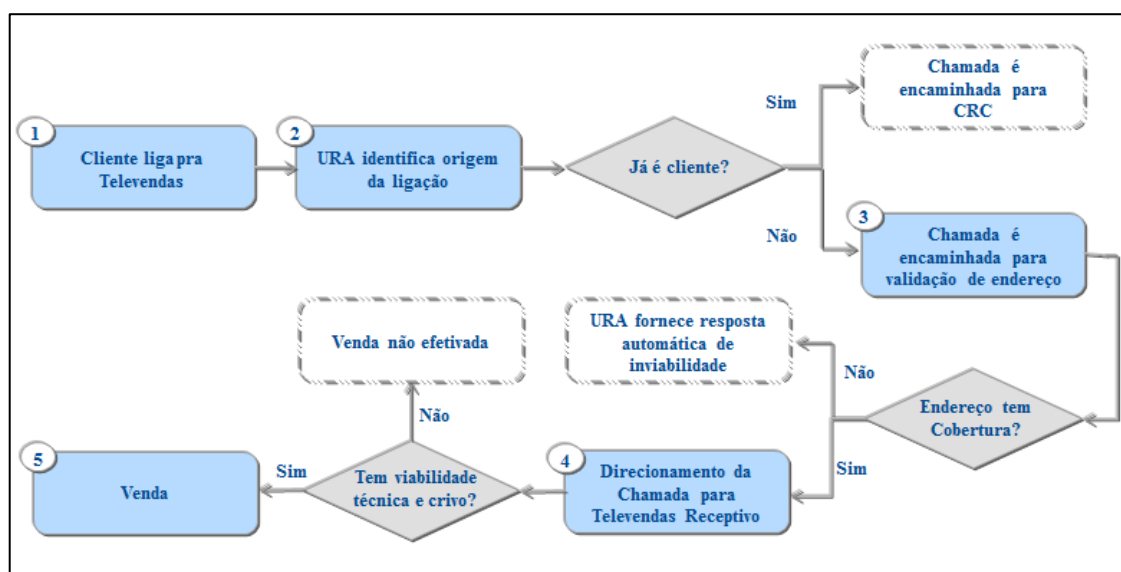 1
Cliente liga pra
Televendas
2
URA identifica origem
da ligação
Já é cliente?
Sim
Chamada é
encaminhada para
CRC
Não
3
Chamada é
encaminhada para
validação de endereço
Endereço tem
Cobertura?
Não
URA fornece resposta
automática de
inviabilidade
Sim
4
Direcionamento da
Chamada para
Televendas Receptivo
Tem viabilidade
técnica e crivo?
Não
Venda não efetivada
Sim
5
Venda